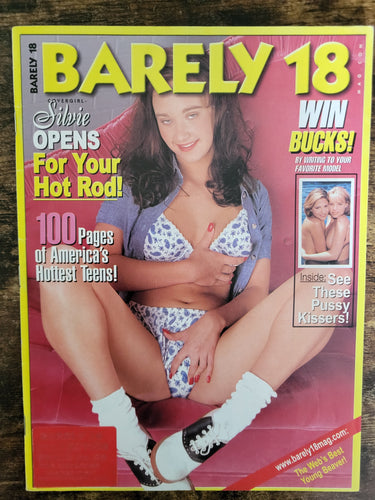 BARELY 18
BARELY 18
MAG.COM
COVERGIRL-
Silvie
OPENS
For Your
Hot Rod!
100 Pages
of America's
Hottest Teens!
WIN
BUCKS!
BY WRITING TO YOUR
FAVORITE MODEL
Inside: See
These
Pussy
Kissers!
www.barely18mag.com:
The Web's Best
Young Beaver!